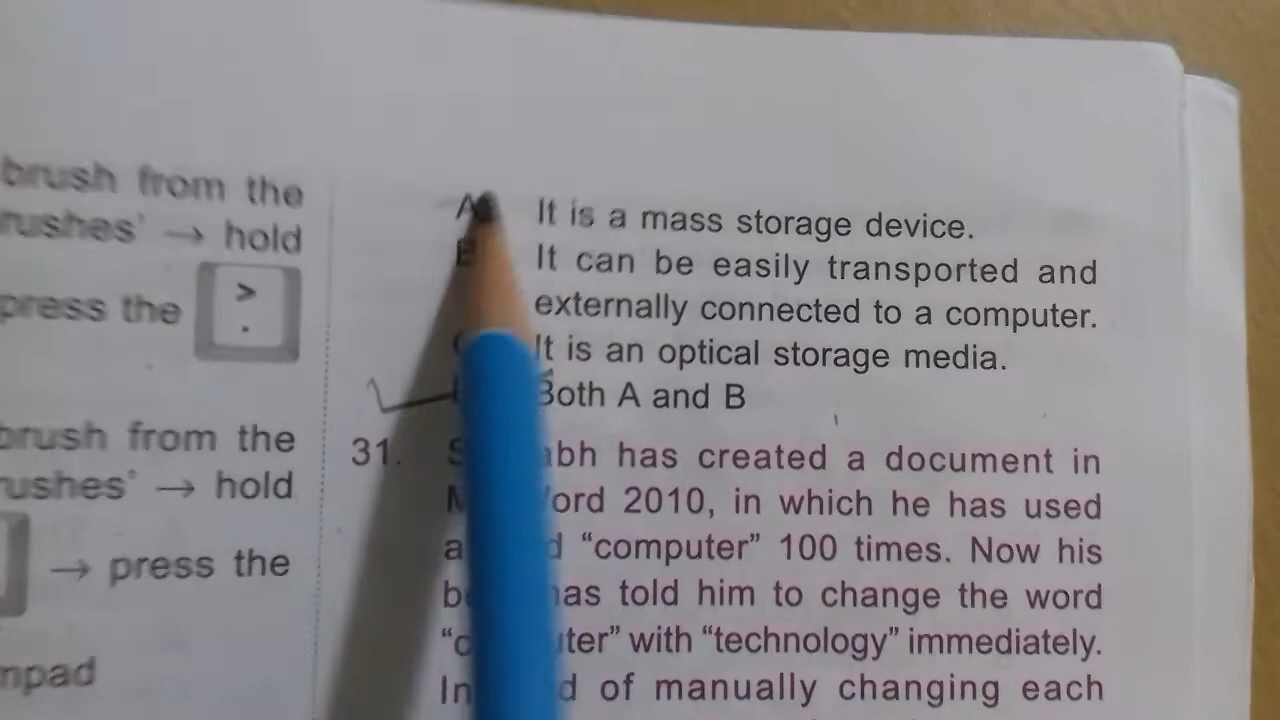 brush from the
rushes' → hold
press the > .
brush from the
rushes' → hold
→ press the
npad
A It is a mass storage device.
B It can be easily transported and
externally connected to a computer.
It is an optical storage media.
Both A and B
31. bh has created a document in
ord 2010, in which he has used
"computer" 100 times. Now his
has told him to change the word
with "technology" immediately.
of manually changing each